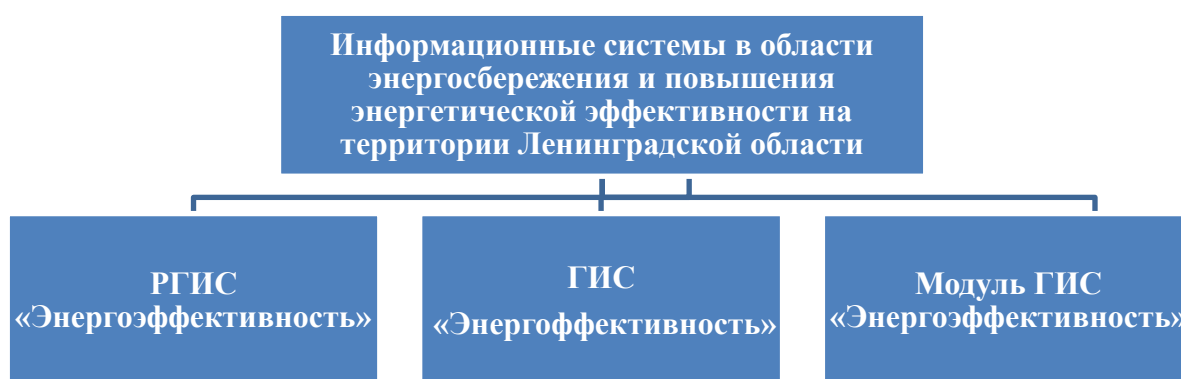 Информационные системы в области
энергосбережения и повышения
энергетической эффективности на
территории Ленинградской области
РГИС
«Энергоэффективность»
ГИС
«Энергоффективность»
Модуль ГИС
«Энергоэффективность»